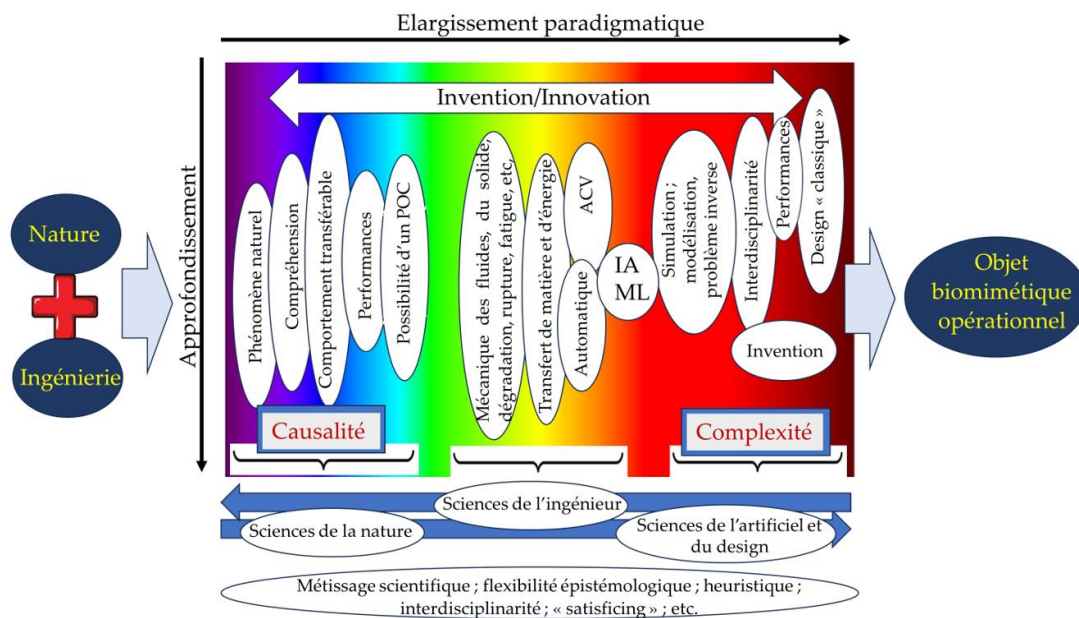 Elargissement paradigmatique
Approfondissement
Invention/Innovation
Nature
Ingénierie
Phénomène naturel
Compréhension
Comportement transférable
Performances
Possibilité d'un POC
Mécanique des fluides, du solide,
dégradation, rupture, fatigue, etc,
Transfert de matière et d'énergie
ACV
Automatique
IA
ML
Simulation ;
modélisation,
problème inverse
Interdisciplinarité
Performances
Design « classique »
Invention
Objet
biomimétique
opérationnel
Causalité
Complexité
Sciences de l'ingénieur
Sciences de la nature
Sciences de l'artificiel et
du design
Métissage scientifique ; flexibilité épistémologique ; heuristique ;
interdisciplinarité ; « satisficing » ; etc.